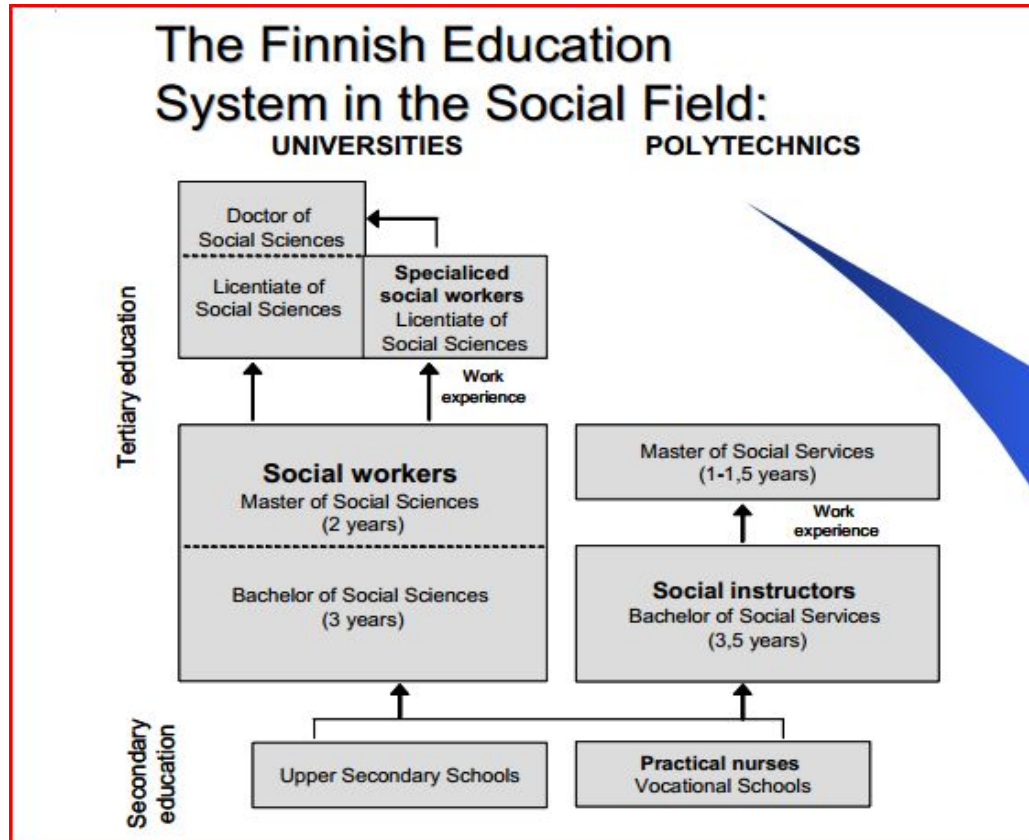 The Finnish Education
System in the Social Field:
UNIVERSITIES
POLYTECHNICS
Tertiary education
Doctor of
Social Sciences
Licentiate of
Social Sciences
Specialiced
social workers
Licentiate of
Social Sciences
Work
experience
Social workers
Master of Social Sciences
(2 years)
Bachelor of Social Sciences
(3 years)
Master of Social Services
(1-1,5 years)
Work
experience
Social instructors
Bachelor of Social Services
(3,5 years)
Secondary
education
Upper Secondary Schools
Practical nurses
Vocational Schools